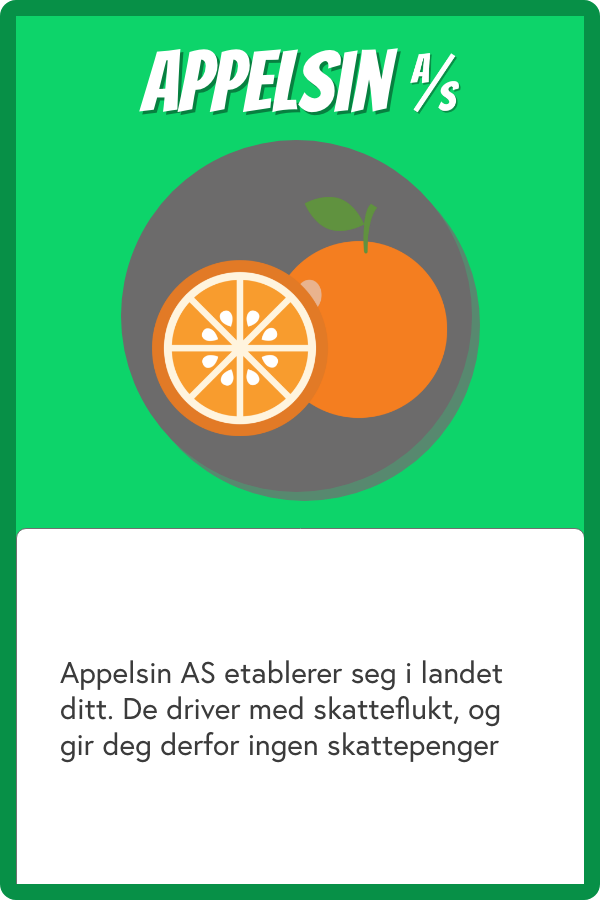 APPELSIN A/S
Appelsin AS etablerer seg i landet
ditt. De driver med skatteflukt, og
gir deg derfor ingen skattepenger